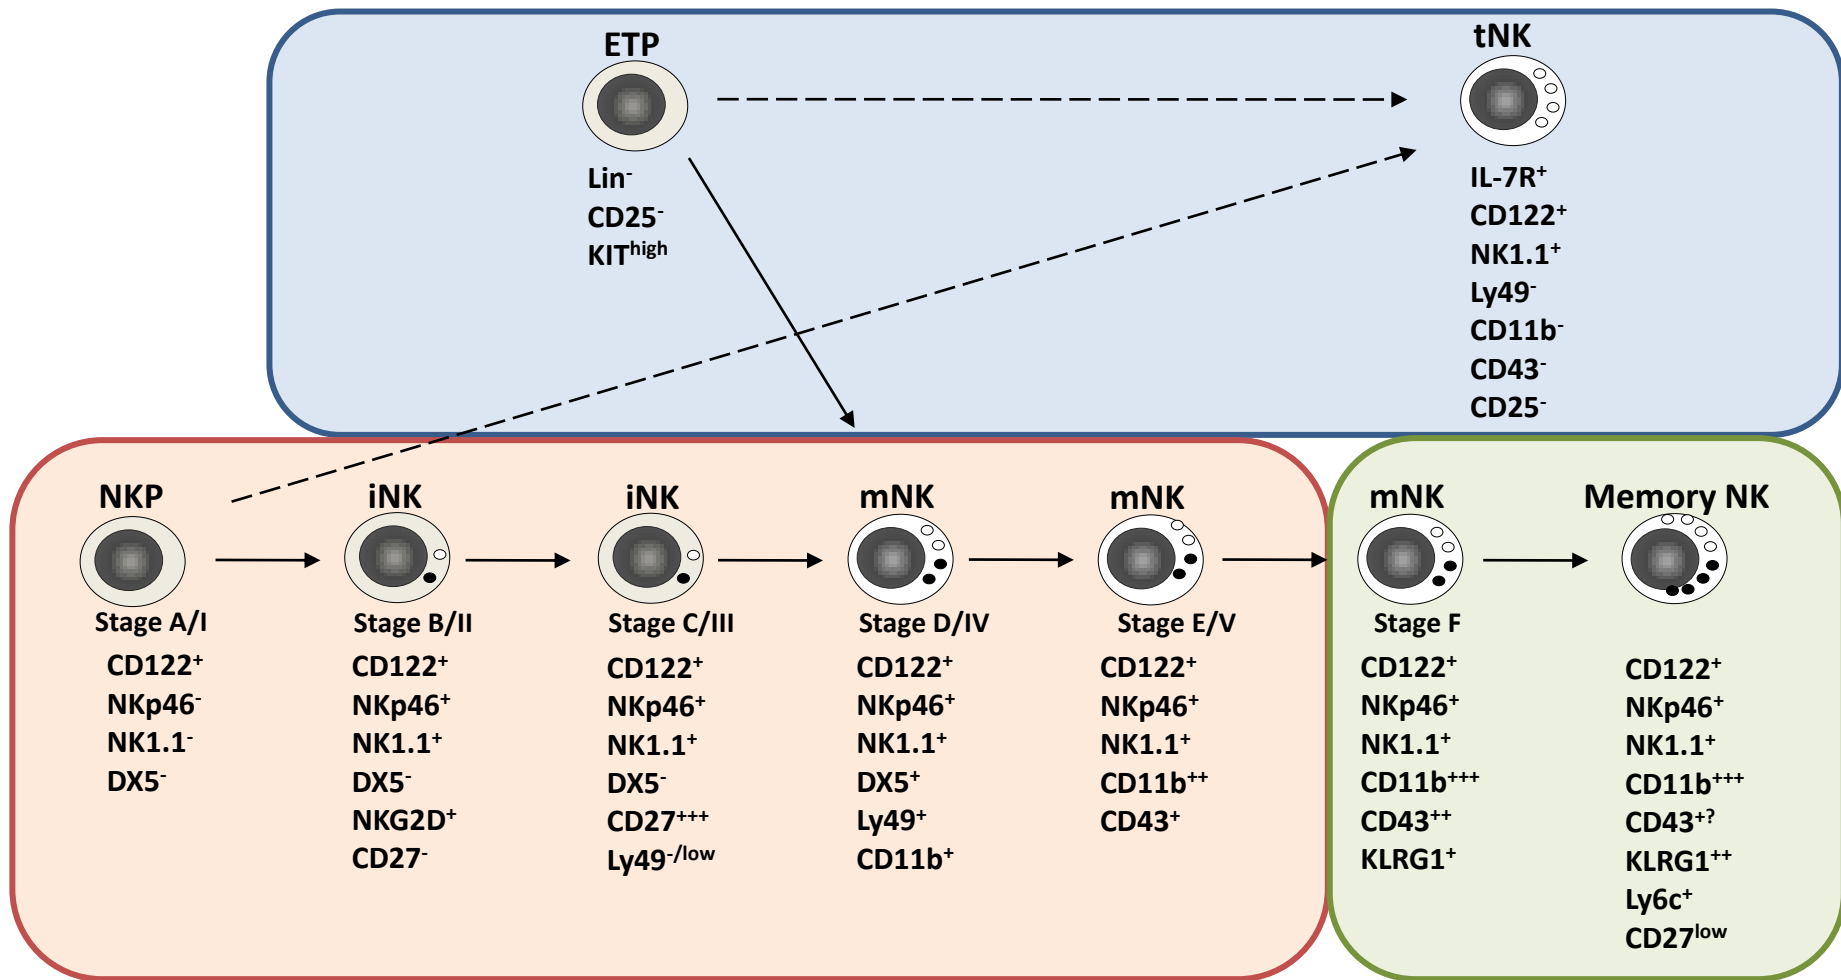 ETP
Lin⁻
CD25⁻
KIT^high
tNK
IL-7R⁺
CD122⁺
NK1.1⁺
Ly49⁻
CD11b⁻
CD43⁻
CD25⁻
NKP
Stage A/I
CD122⁺
NKp46⁻
NK1.1⁻
DX5⁻
iNK
Stage B/II
CD122⁺
NKp46⁺
NK1.1⁺
DX5⁻
NKG2D⁺
CD27⁻
iNK
Stage C/III
CD122⁺
NKp46⁺
NK1.1⁺
DX5⁻
CD27⁺⁺⁺
Ly49^-/low
mNK
Stage D/IV
CD122⁺
NKp46⁺
NK1.1⁺
DX5⁺
Ly49⁺
CD11b⁺
mNK
Stage E/V
CD122⁺
NKp46⁺
NK1.1⁺
CD11b⁺⁺
CD43⁺
mNK
Stage F
CD122⁺
NKp46⁺
NK1.1⁺
CD11b⁺⁺⁺
CD43⁺⁺
KLRG1⁺
Memory NK
CD122⁺
NKp46⁺
NK1.1⁺
CD11b⁺⁺⁺
CD43^+?
KLRG1⁺⁺
Ly6c⁺
CD27^low